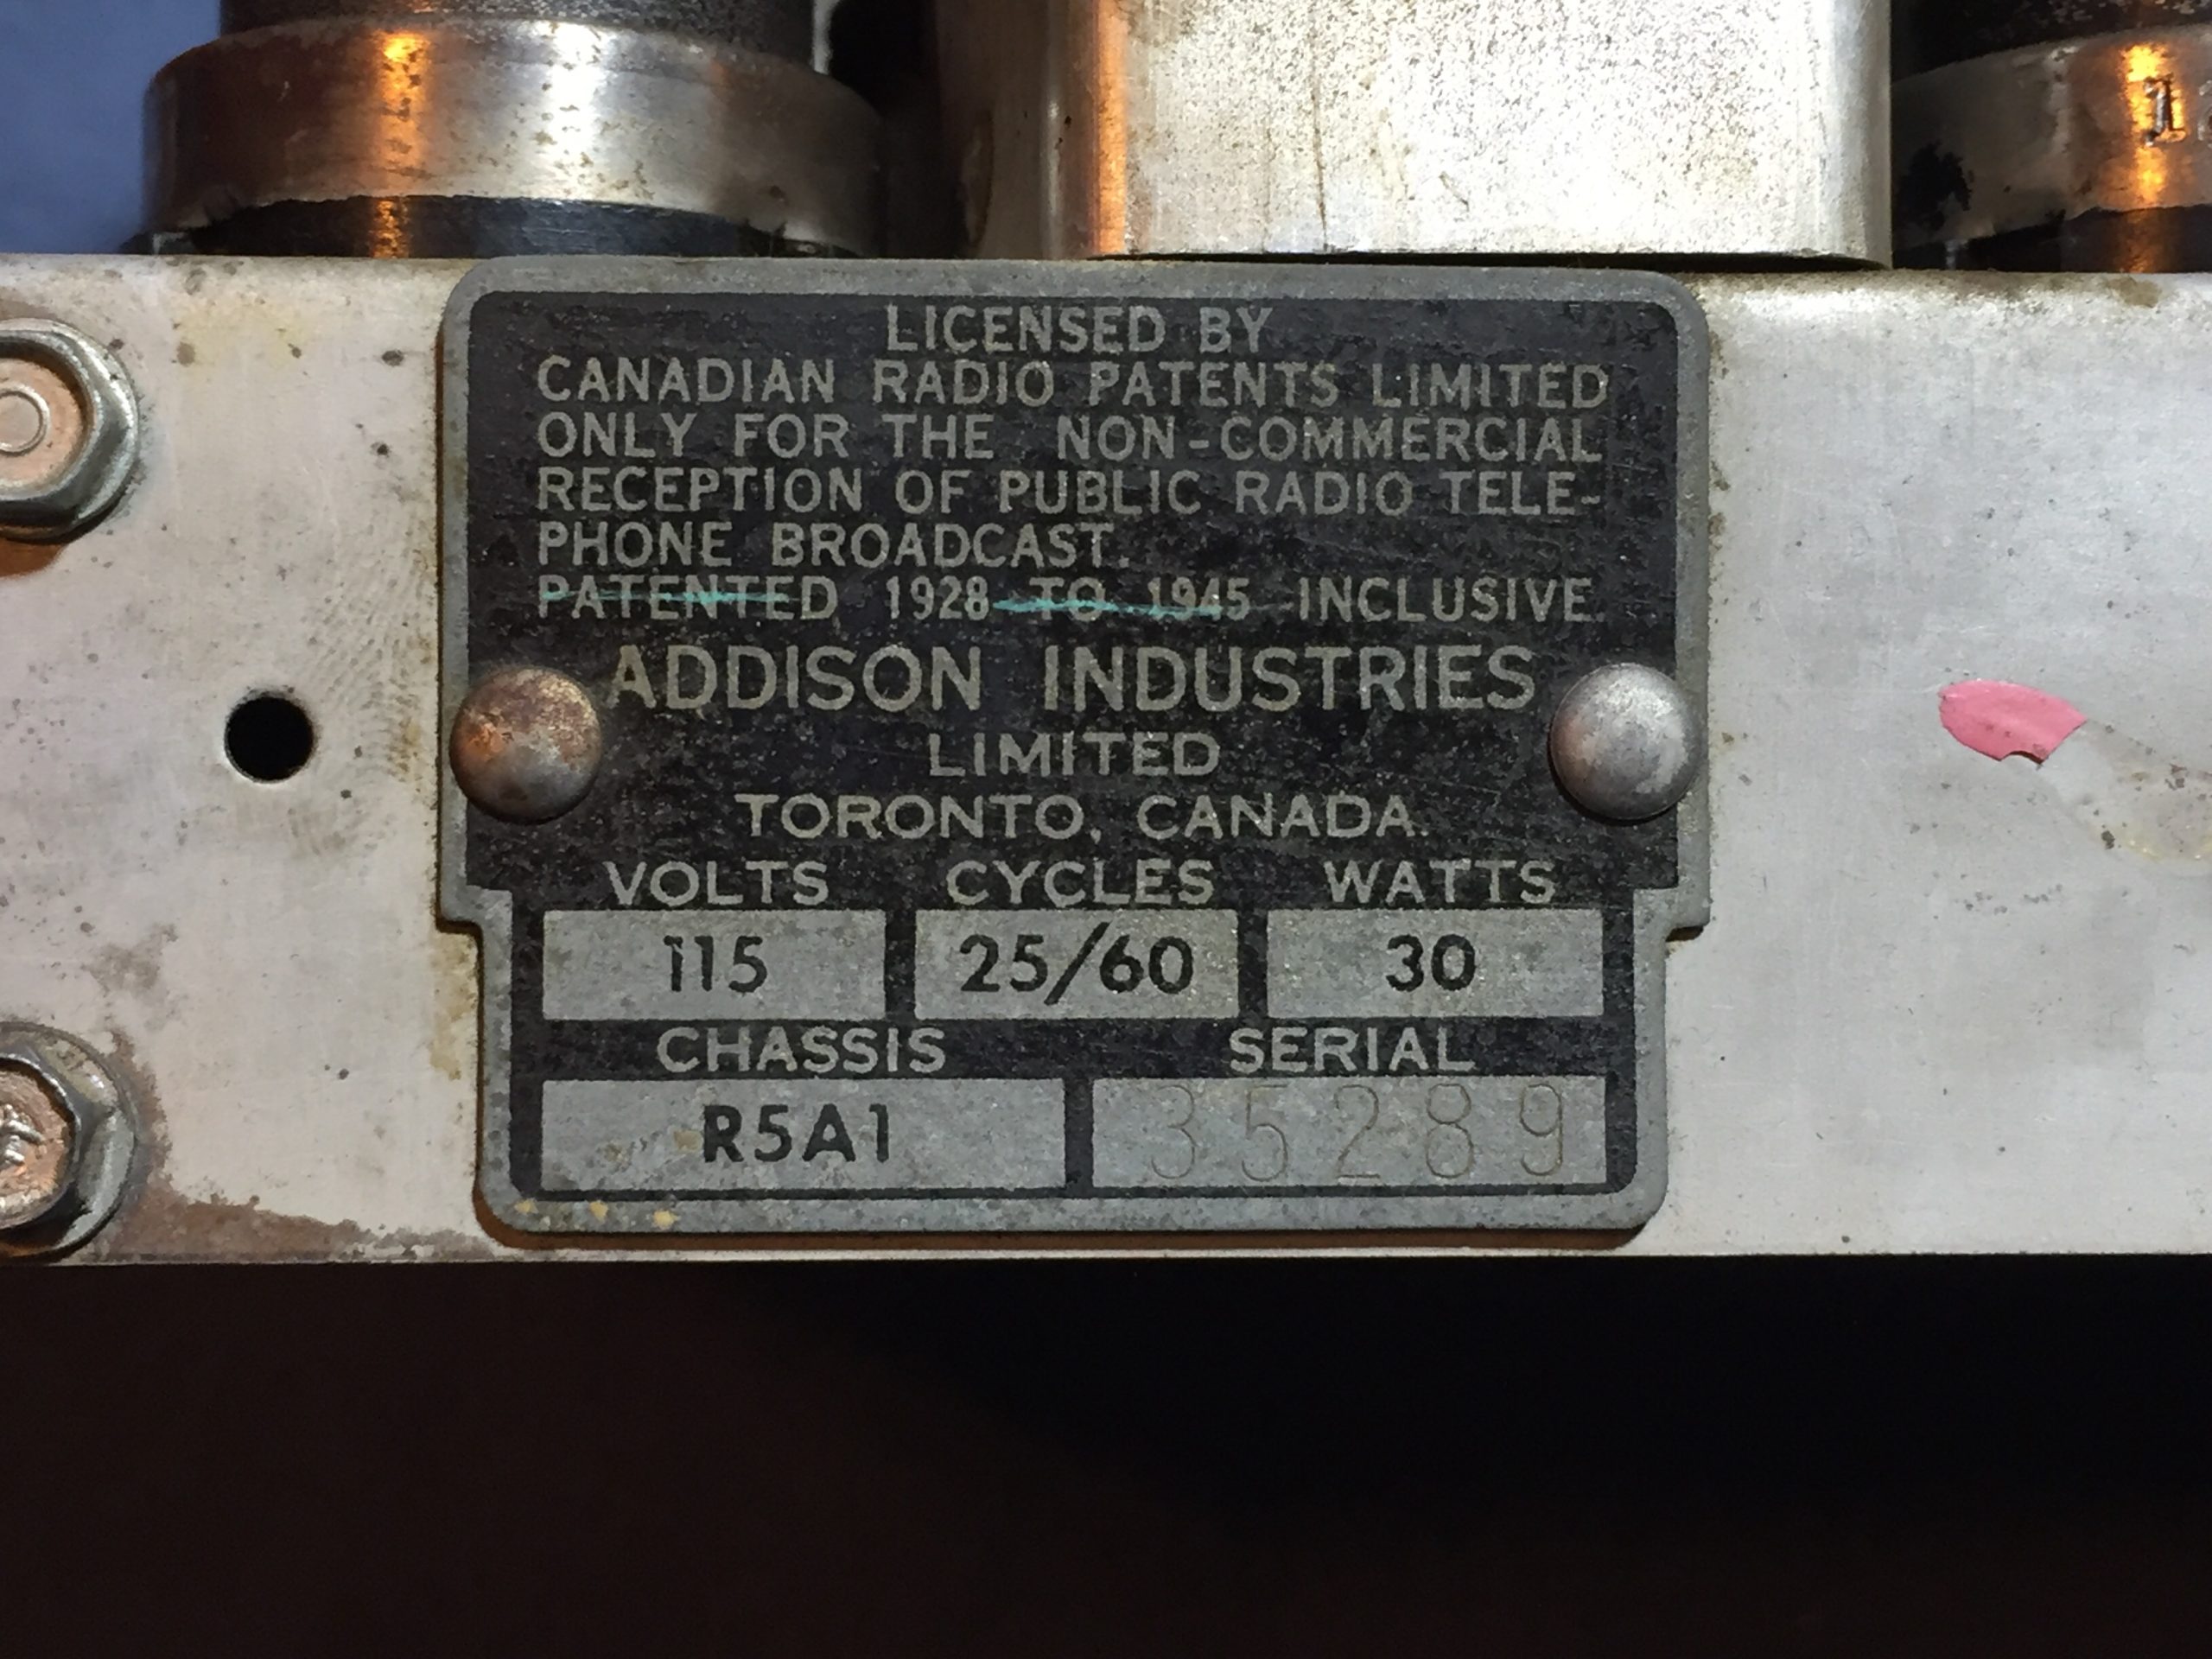 LICENSED BY
CANADIAN RADIO PATENTS LIMITED
ONLY FOR THE NON-COMMERCIAL
RECEPTION OF PUBLIC RADIO TELE-
PHONE BROADCAST.
PATENTED 1928 TO 1945 INCLUSIVE.
ADDISON INDUSTRIES
LIMITED
TORONTO, CANADA.
VOLTS CYCLES WATTS
115 25/60 30
CHASSIS SERIAL
R5A1 35289